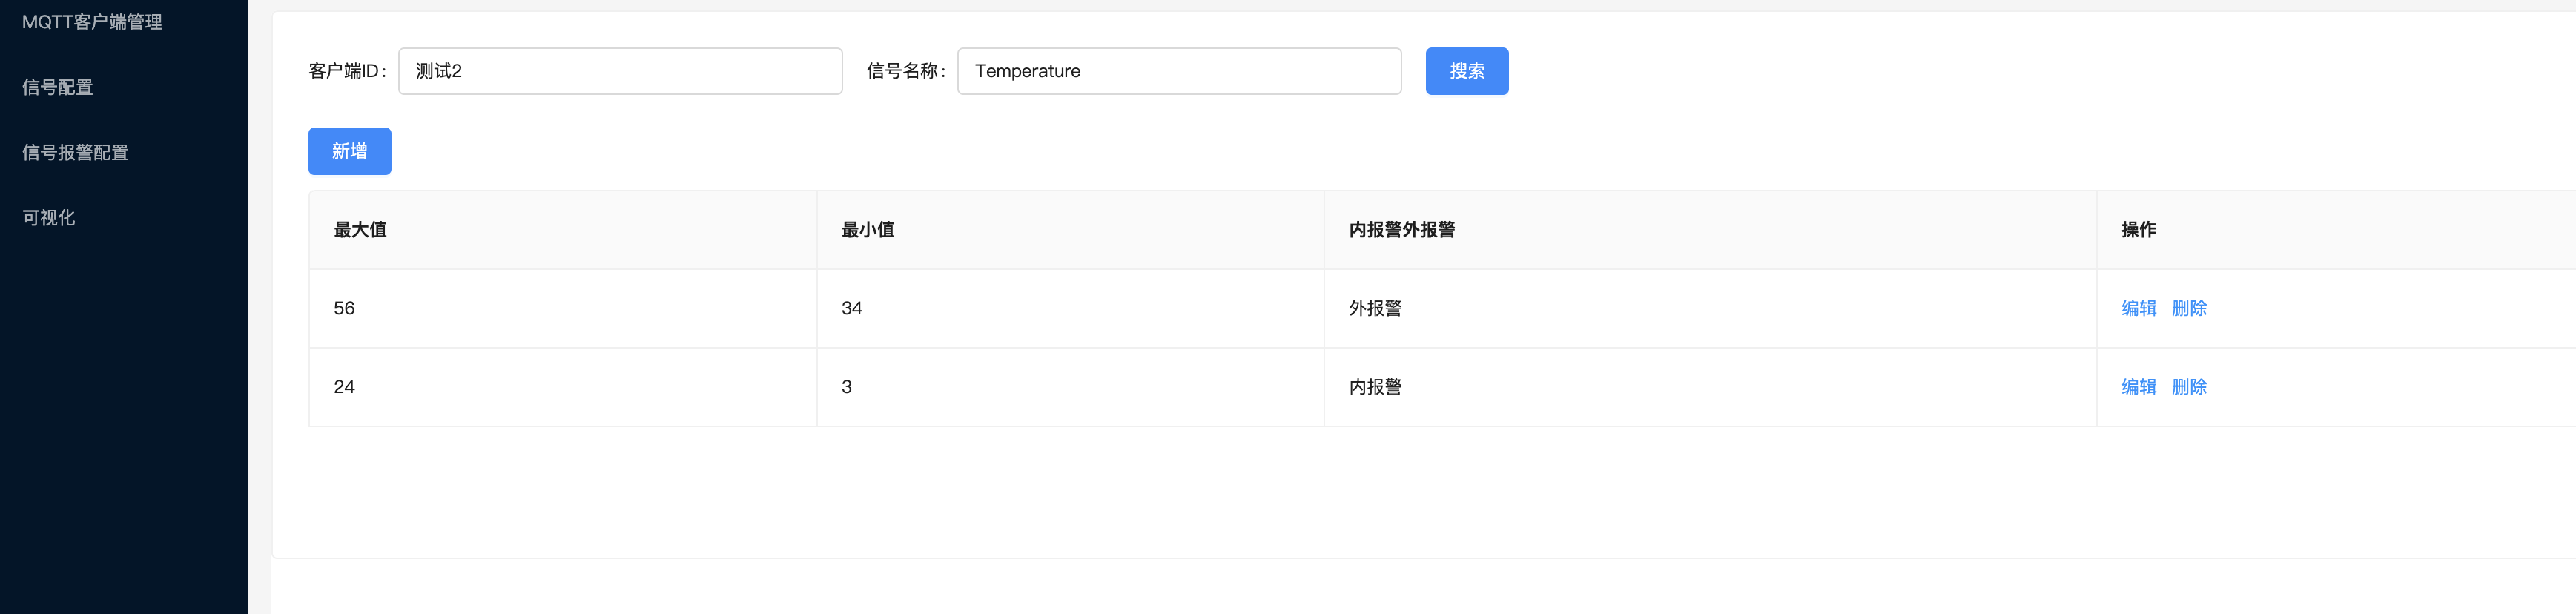 MQTT客户端管理
信号配置
信号报警配置
可视化
客户端ID： 测试2 信号名称： Temperature 搜索
新增
最大值 最小值 内报警外报警 操作
56 34 外报警 编辑 删除
24 3 内报警 编辑 删除